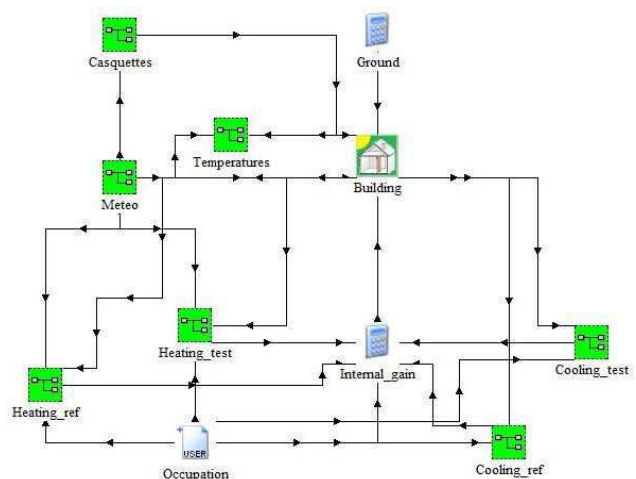 Casquettes
Ground
Temperatures
Meteo
Building
Heating_test
Internal_gain
Cooling_test
Heating_ref
USER
Occupation
Cooling_ref